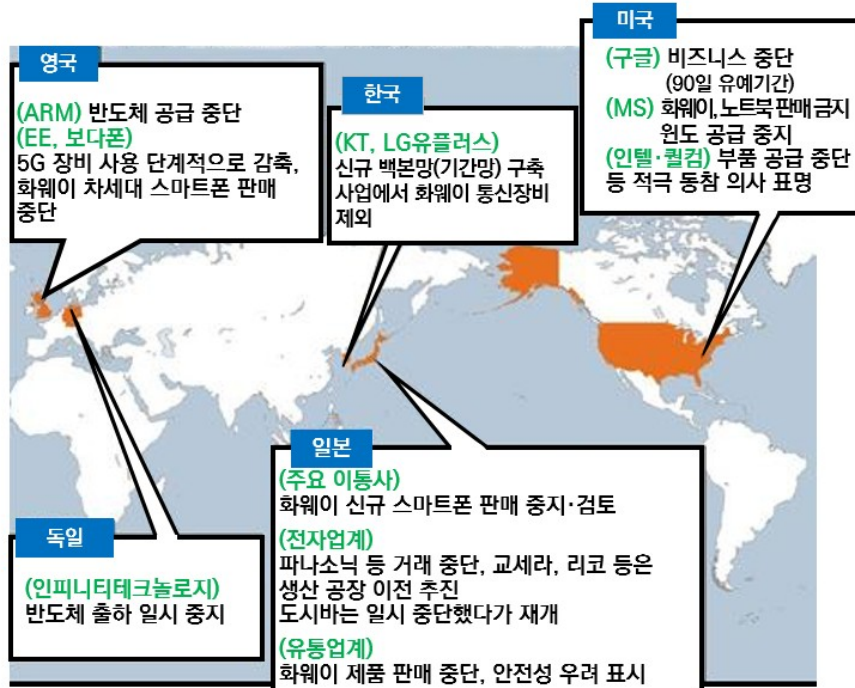 영국
(ARM) 반도체 공급 중단
(EE, 보다폰)
5G 장비 사용 단계적으로 감축,
화웨이 차세대 스마트폰 판매
중단
한국
(KT, LG유플러스)
신규 백본망(기간망) 구축
사업에서 화웨이 통신장비
제외
미국
(구글) 비즈니스 중단
(90일 유예기간)
(MS) 화웨이,노트북판매금지
윈도 공급 중지
(인텔·퀄컴) 부품 공급 중단
등 적극 동참 의사 표명
독일
(인피니티테크놀로지)
반도체 출하 일시 중지
일본
(주요 이통사)
화웨이 신규 스마트폰 판매 중지·검토
(전자업계)
파나소닉 등 거래 중단, 교세라, 리코 등은
생산 공장 이전 추진
도시바는 일시 중단했다가 재개
(유통업계)
화웨이 제품 판매 중단, 안전성 우려 표시